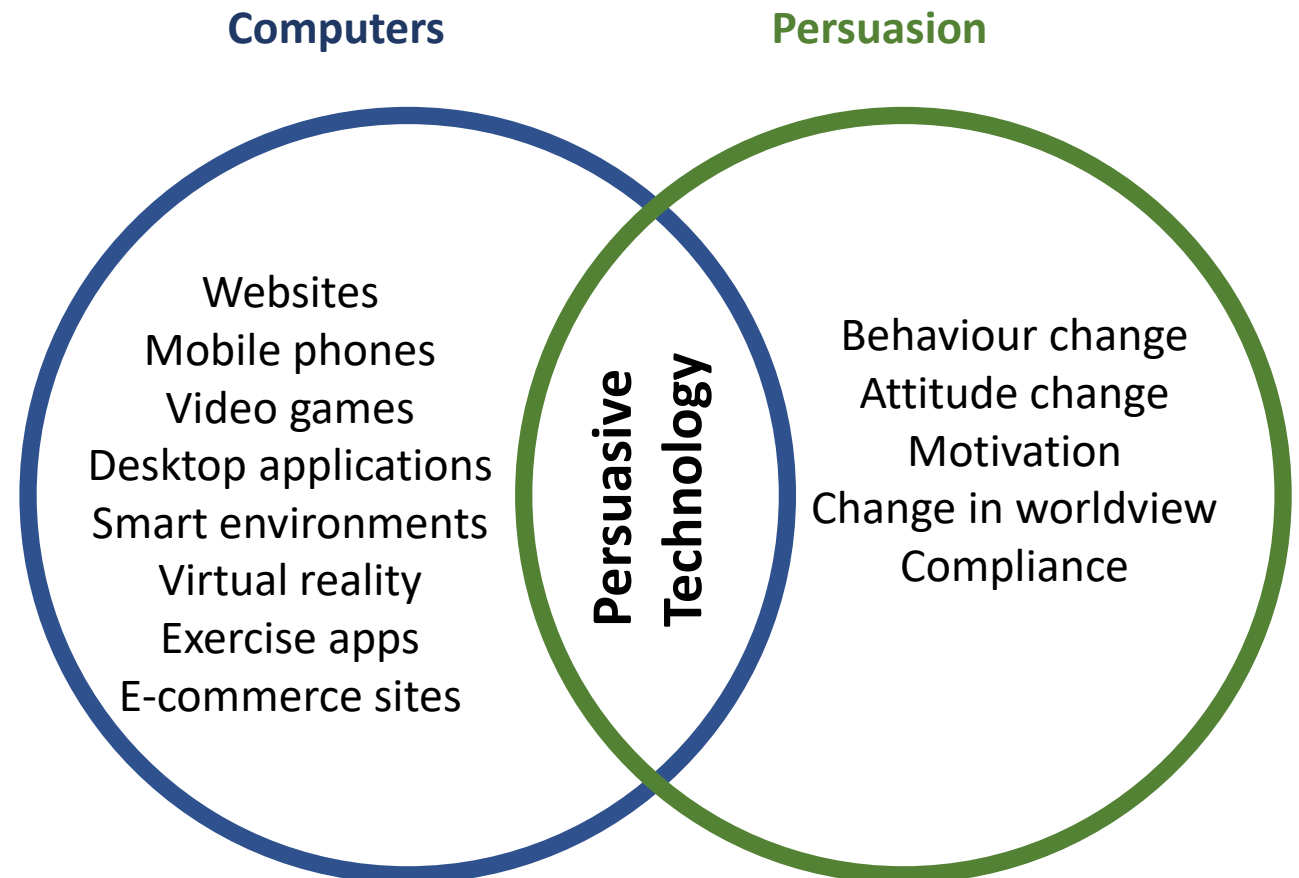 Computers
Persuasion
Websites
Mobile phones
Video games
Desktop applications
Smart environments
Virtual reality
Exercise apps
E-commerce sites
Persuasive
Technology
Behaviour change
Attitude change
Motivation
Change in worldview
Compliance